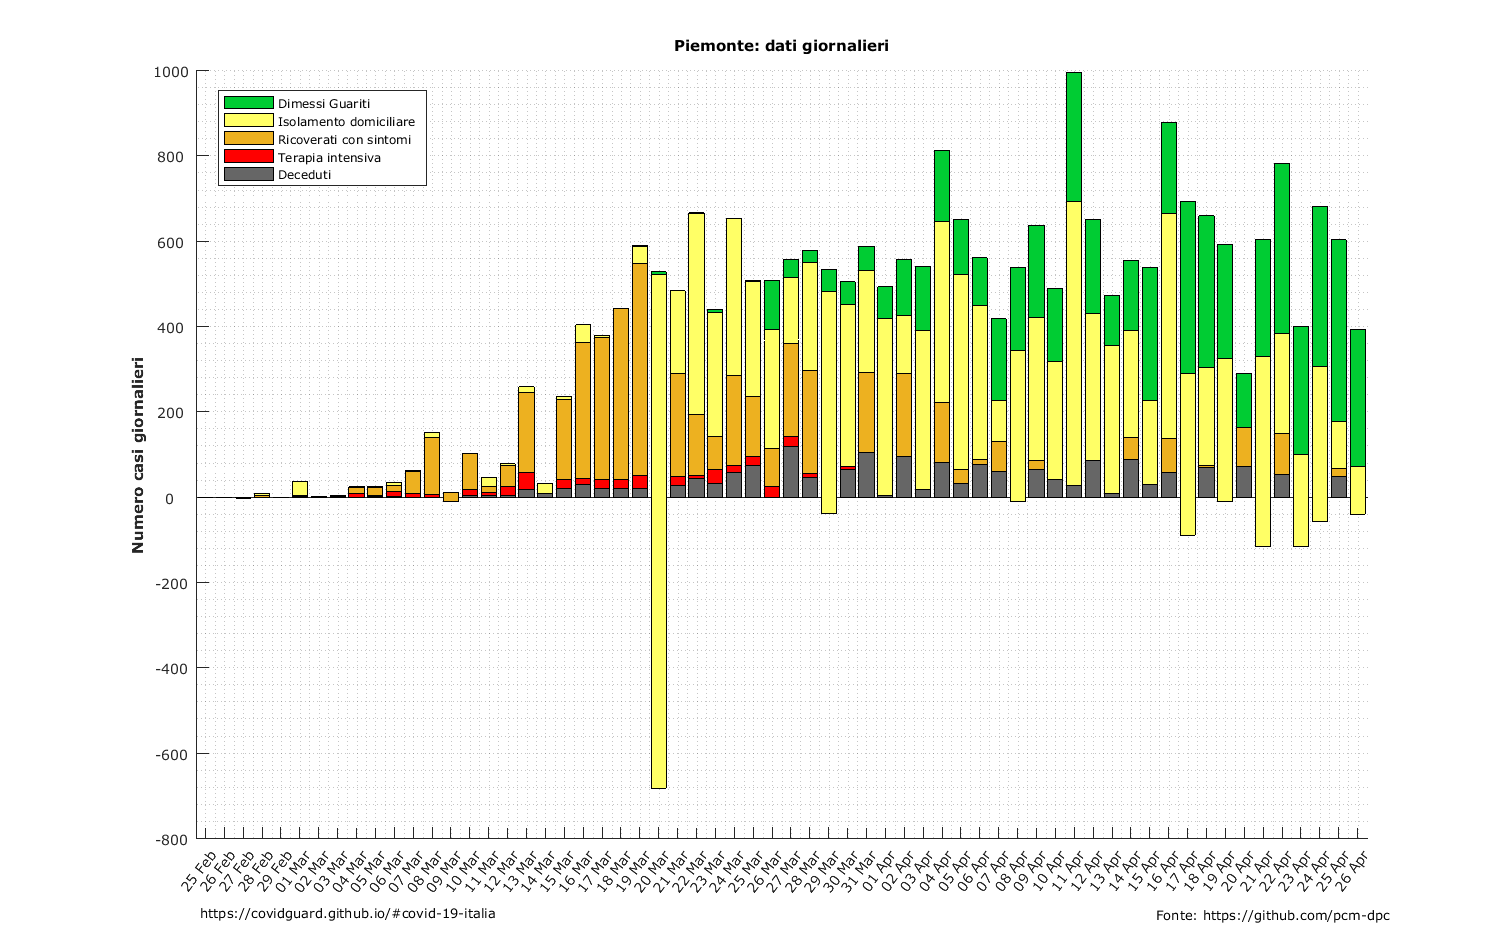 Piemonte: dati giornalieri
Dimessi Guariti
Isolamento domiciliare
Ricoverati con sintomi
Terapia intensiva
Deceduti
Numero casi giornalieri
1000
800
600
400
200
0
-200
-400
-600
-800
25 Feb
26 Feb
27 Feb
28 Feb
29 Feb
01 Mar
02 Mar
03 Mar
04 Mar
05 Mar
06 Mar
07 Mar
08 Mar
09 Mar
10 Mar
11 Mar
12 Mar
13 Mar
14 Mar
15 Mar
16 Mar
17 Mar
18 Mar
19 Mar
20 Mar
21 Mar
22 Mar
23 Mar
24 Mar
25 Mar
26 Mar
27 Mar
28 Mar
29 Mar
30 Mar
31 Mar
01 Apr
02 Apr
03 Apr
04 Apr
05 Apr
06 Apr
07 Apr
08 Apr
09 Apr
10 Apr
11 Apr
12 Apr
13 Apr
14 Apr
15 Apr
16 Apr
17 Apr
18 Apr
19 Apr
20 Apr
21 Apr
22 Apr
23 Apr
24 Apr
25 Apr
26 Apr
https://covidguard.github.io/#covid-19-italia
Fonte: https://github.com/pcm-dpc